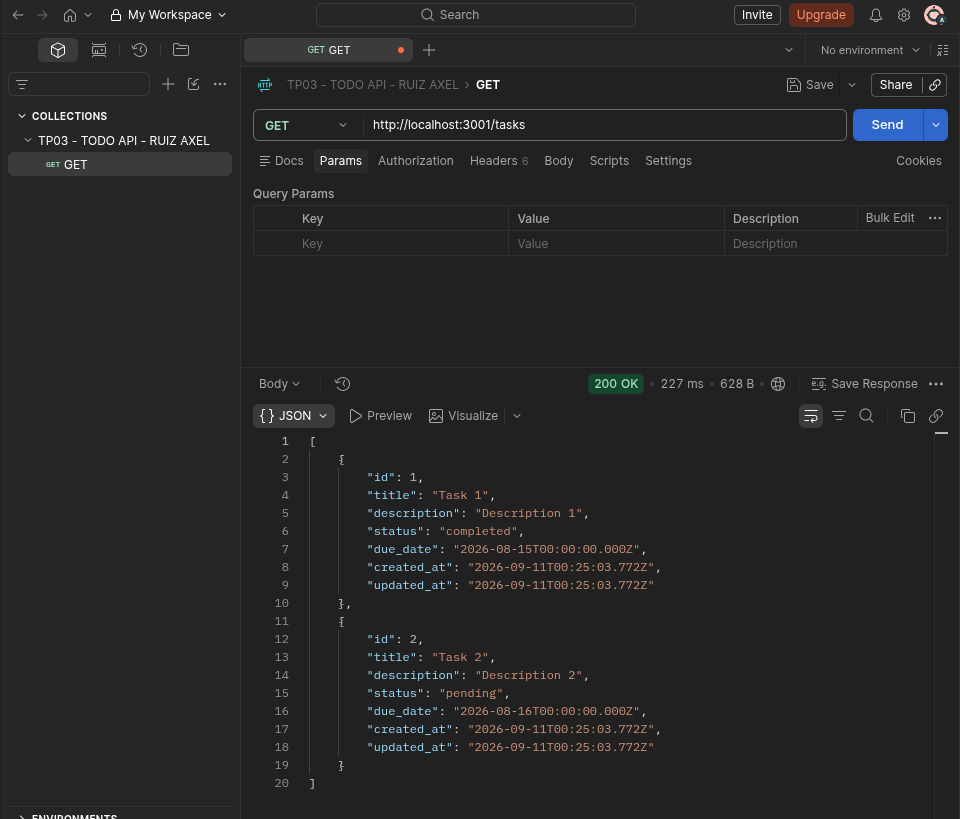 My Workspace
Search
Invite
Upgrade
GET GET
No environment
COLLECTIONS
TP03 - TODO API - RUIZ AXEL
GET GET
HTTP
TP03 - TODO API - RUIZ AXEL > GET
Save
Share
GET
http://localhost:3001/tasks
Send
Docs
Params
Authorization
Headers 6
Body
Scripts
Settings
Cookies
Query Params
Key
Value
Description
Bulk Edit
Key
Value
Description
Body
200 OK
227 ms
628 B
e.g. Save Response
{} JSON
Preview
Visualize
1 [
2 {
3 "id": 1,
4 "title": "Task 1",
5 "description": "Description 1",
6 "status": "completed",
7 "due_date": "2026-08-15T00:00:00.000Z",
8 "created_at": "2026-09-11T00:25:03.772Z",
9 "updated_at": "2026-09-11T00:25:03.772Z"
10 },
11 {
12 "id": 2,
13 "title": "Task 2",
14 "description": "Description 2",
15 "status": "pending",
16 "due_date": "2026-08-16T00:00:00.000Z",
17 "created_at": "2026-09-11T00:25:03.772Z",
18 "updated_at": "2026-09-11T00:25:03.772Z"
19 }
20 ]
ENVIRONMENTS